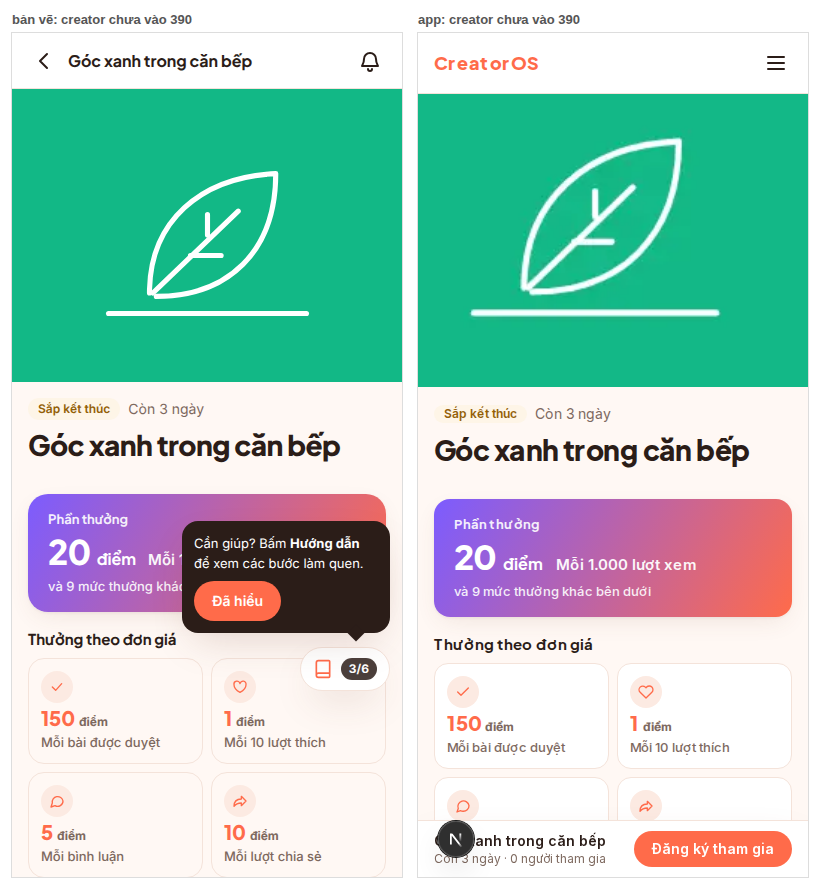 bản vẽ: creator chưa vào 390
Góc xanh trong căn bếp
Sắp kết thúc Còn 3 ngày
Góc xanh trong căn bếp
Phần thưởng
20 điểm Mỗi 1
và 9 mức thưởng khác
Cần giúp? Bấm Hướng dẫn
để xem các bước làm quen.
Đã hiểu
3/6
Thưởng theo đơn giá
150 điểm
Mỗi bài được duyệt
1 điểm
Mỗi 10 lượt thích
5 điểm
Mỗi bình luận
10 điểm
Mỗi lượt chia sẻ
app: creator chưa vào 390
CreatorOS
Sắp kết thúc Còn 3 ngày
Góc xanh trong căn bếp
Phần thưởng
20 điểm Mỗi 1.000 lượt xem
và 9 mức thưởng khác bên dưới
Thưởng theo đơn giá
150 điểm
Mỗi bài được duyệt
1 điểm
Mỗi 10 lượt thích
N
anh trong căn bếp
Còn 3 ngày · 0 người tham gia
Đăng ký tham gia